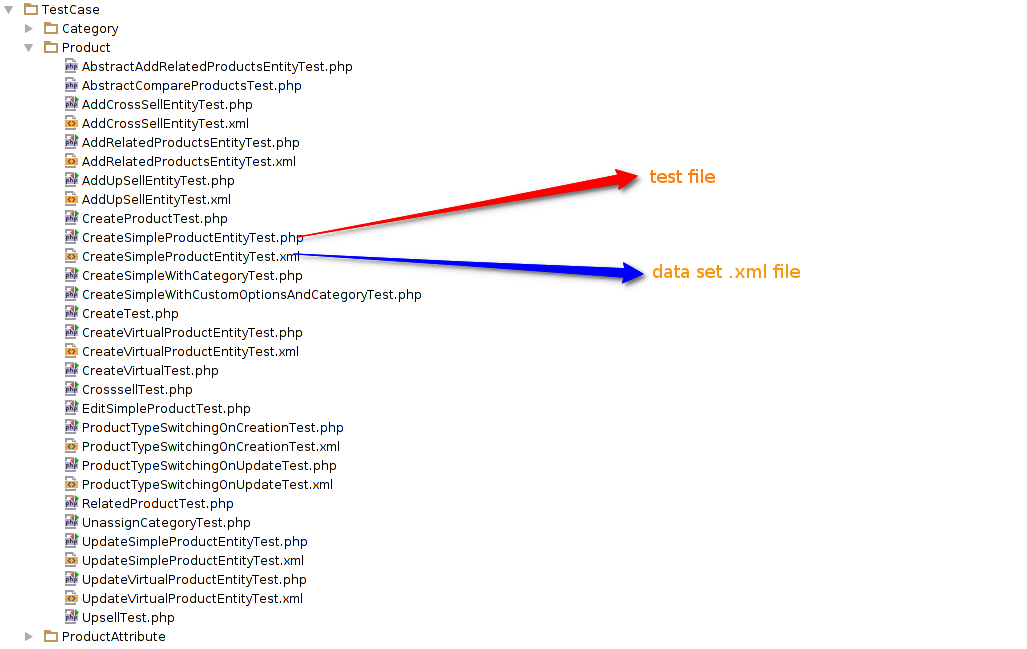 TestCase
Category
Product
AbstractAddRelatedProductsEntityTest.php
AbstractCompareProductsTest.php
AddCrossSellEntityTest.php
AddCrossSellEntityTest.xml
AddRelatedProductsEntityTest.php
AddRelatedProductsEntityTest.xml
AddUpSellEntityTest.php
AddUpSellEntityTest.xml
CreateProductTest.php
CreateSimpleProductEntityTest.php
CreateSimpleProductEntityTest.xml
CreateSimpleWithCategoryTest.php
CreateSimpleWithCustomOptionsAndCategoryTest.php
CreateTest.php
CreateVirtualProductEntityTest.php
CreateVirtualProductEntityTest.xml
CreateVirtualTest.php
CrosssellTest.php
EditSimpleProductTest.php
ProductTypeSwitchingOnCreationTest.php
ProductTypeSwitchingOnCreationTest.xml
ProductTypeSwitchingOnUpdateTest.php
ProductTypeSwitchingOnUpdateTest.xml
RelatedProductTest.php
UnassignCategoryTest.php
UpdateSimpleProductEntityTest.php
UpdateSimpleProductEntityTest.xml
UpdateVirtualProductEntityTest.php
UpdateVirtualProductEntityTest.xml
UpsellTest.php
ProductAttribute
test file
data set .xml file